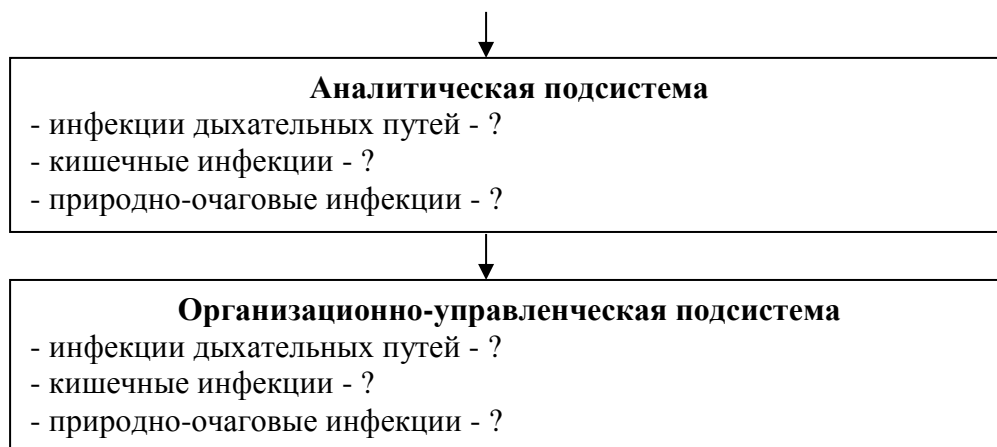 Аналитическая подсистема
- инфекции дыхательных путей - ?
- кишечные инфекции - ?
- природно-очаговые инфекции - ?
Организационно-управленческая подсистема
- инфекции дыхательных путей - ?
- кишечные инфекции - ?
- природно-очаговые инфекции - ?